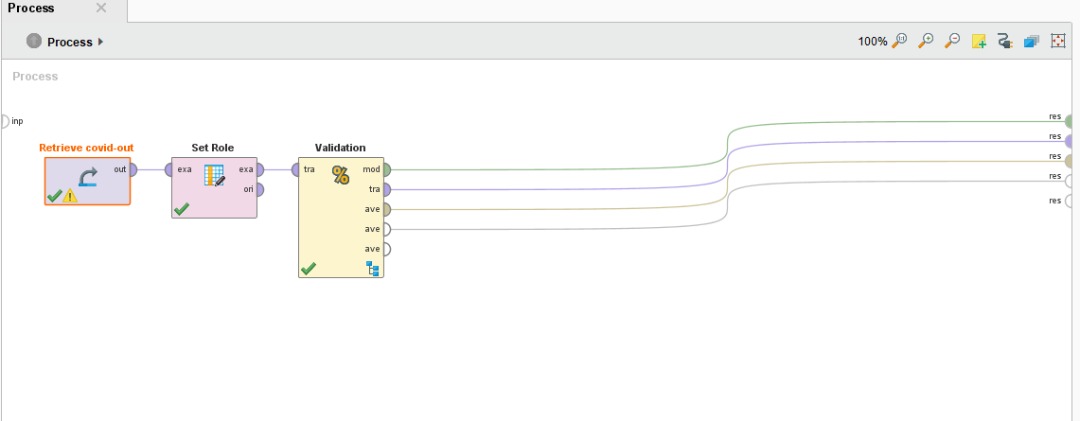 Process
Process
100%
Process
inp
res
res
res
res
res
Retrieve covid-out
out
Set Role
exa
exa
ori
Validation
tra
%
mod
tra
ave
ave
ave